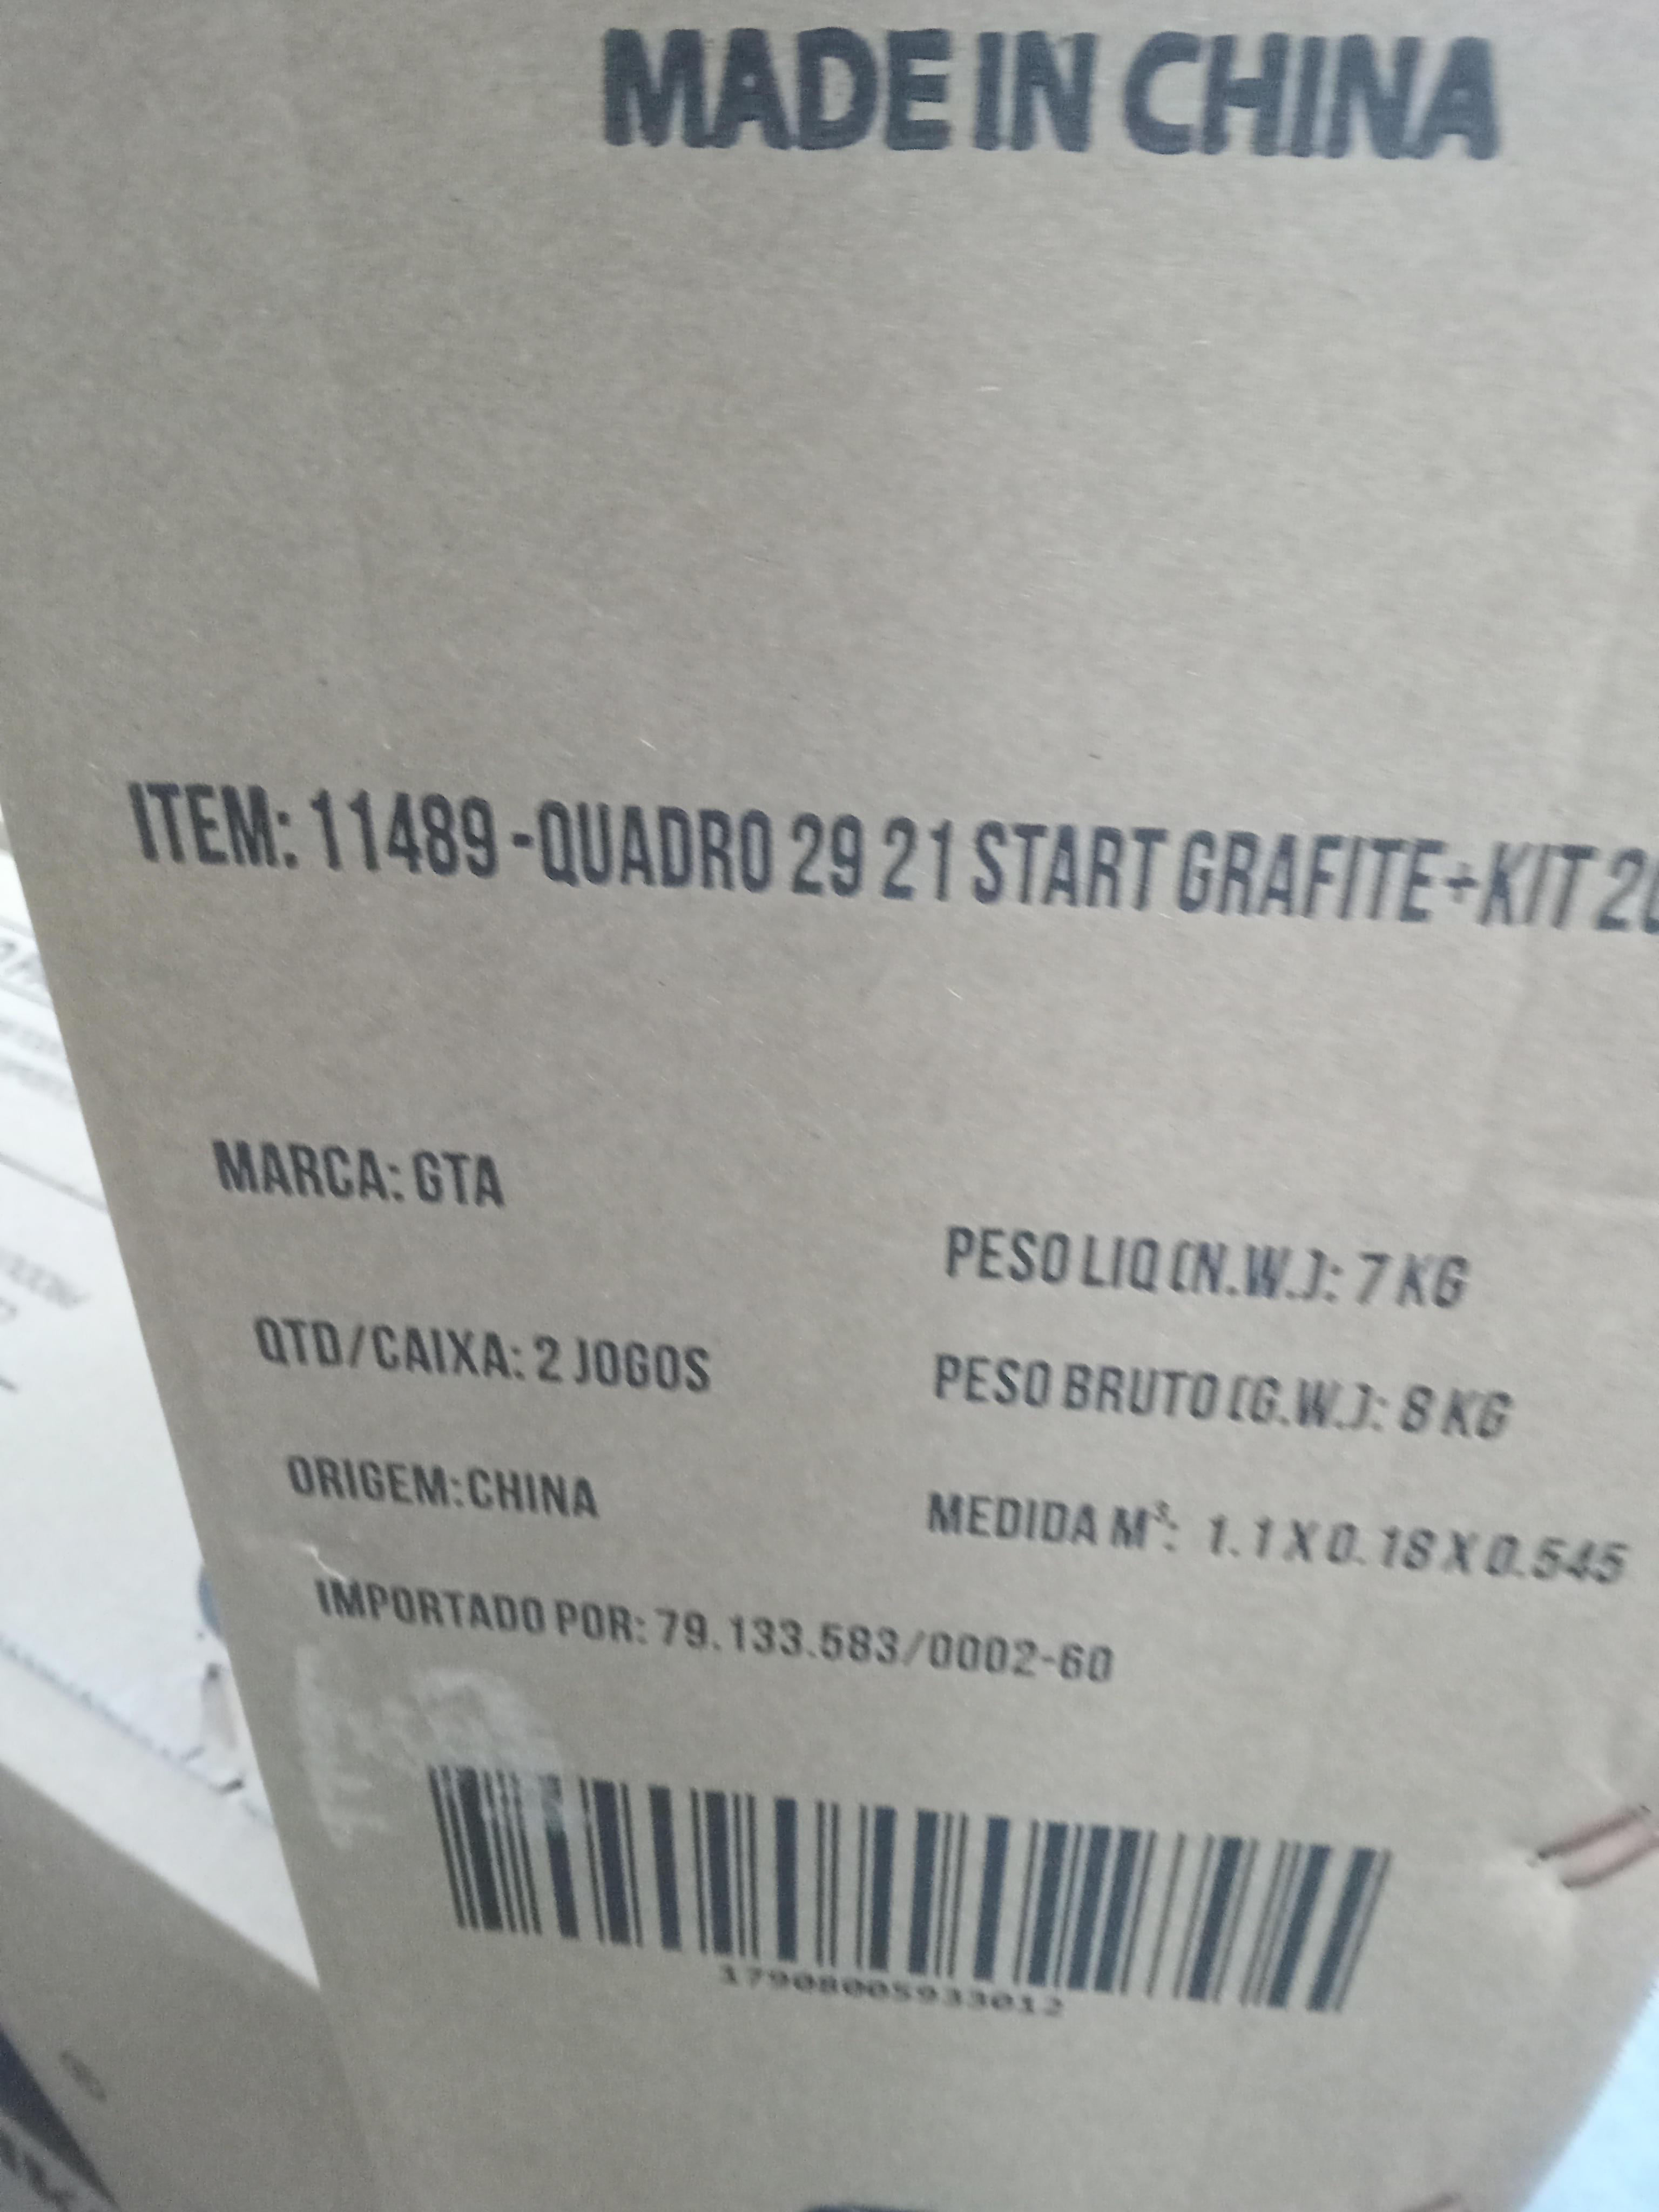 MADE IN CHINA
ITEM: 11489 -QUADRO 29 21 START GRAFITE+KIT
MARCA: GTA
PESO LIQ (N.W.): 7 KG
QTD/CAIXA: 2 JOGOS
PESO BRUTO (G.W.): 8 KG
ORIGEM:CHINA
MEDIDA M³: 1.1 X 0.18 X 0.545
IMPORTADO POR: 79.133.583/0002-60
17908005933012